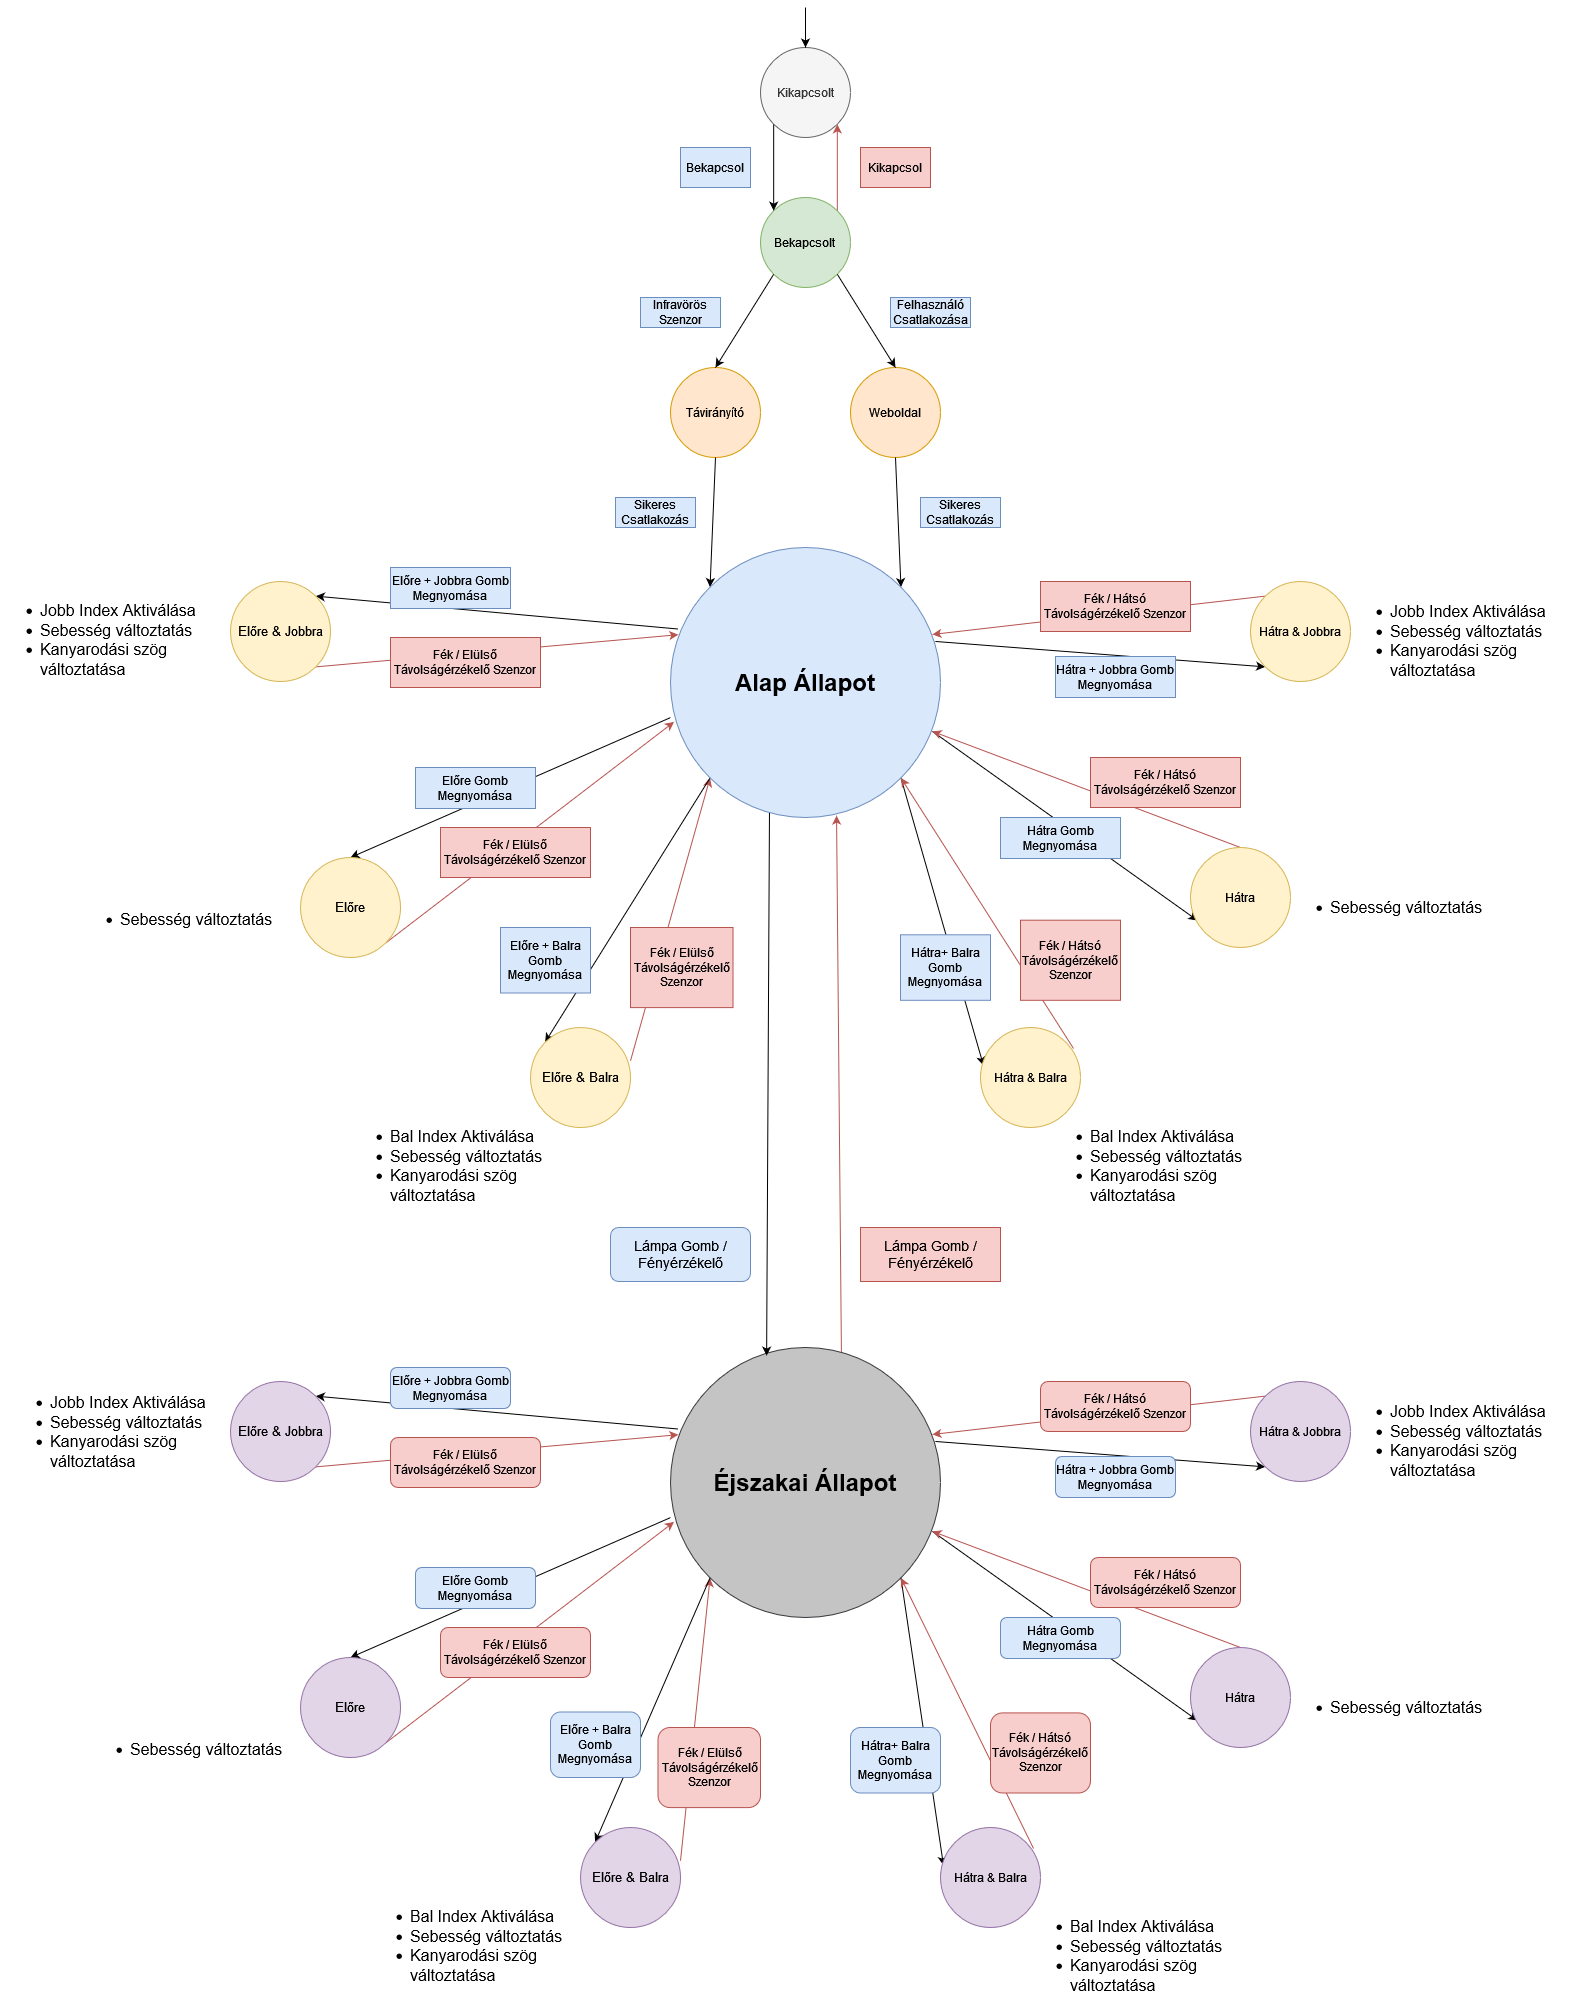 Kikapcsolt
Bekapcsol
Kikapcsol
Bekapcsolt
Infravörös
Szenzor
Felhasználó
Csatlakozása
Távirányító
Weboldal
Sikeres
Csatlakozás
Sikeres
Csatlakozás
Előre + Jobbra Gomb
Megnyomása
Fék / Hátsó
Távolságérzékelő Szenzor
Jobb Index Aktiválása
Sebesség változtatás
Kanyarodási szög
változtatása
Előre & Jobbra
Hátra & Jobbra
Jobb Index Aktiválása
Sebesség változtatás
Kanyarodási szög
változtatása
Fék / Elülső
Távolságérzékelő Szenzor
Hátra + Jobbra Gomb
Megnyomása
Alap Állapot
Előre Gomb
Megnyomása
Fék / Hátsó
Távolságérzékelő Szenzor
Fék / Elülső
Távolságérzékelő Szenzor
Hátra Gomb
Megnyomása
Sebesség változtatás
Előre
Hátra
Sebesség változtatás
Előre + Balra
Gomb
Megnyomása
Fék / Elülső
Távolságérzékelő
Szenzor
Hátra+ Balra
Gomb
Megnyomása
Fék / Hátsó
Távolságérzékelő
Szenzor
Előre & Balra
Hátra & Balra
Bal Index Aktiválása
Sebesség változtatás
Kanyarodási szög
változtatása
Bal Index Aktiválása
Sebesség változtatás
Kanyarodási szög
változtatása
Lámpa Gomb /
Fényérzékelő
Lámpa Gomb /
Fényérzékelő
Előre + Jobbra Gomb
Megnyomása
Fék / Hátsó
Távolságérzékelő Szenzor
Jobb Index Aktiválása
Sebesség változtatás
Kanyarodási szög
változtatása
Előre & Jobbra
Hátra & Jobbra
Jobb Index Aktiválása
Sebesség változtatás
Kanyarodási szög
változtatása
Fék / Elülső
Távolságérzékelő Szenzor
Hátra + Jobbra Gomb
Megnyomása
Éjszakai Állapot
Előre Gomb
Megnyomása
Fék / Hátsó
Távolságérzékelő Szenzor
Fék / Elülső
Távolságérzékelő Szenzor
Hátra Gomb
Megnyomása
Sebesség változtatás
Előre
Hátra
Sebesség változtatás
Előre + Balra
Gomb
Megnyomása
Fék / Elülső
Távolságérzékelő
Szenzor
Hátra+ Balra
Gomb
Megnyomása
Fék / Hátsó
Távolságérzékelő
Szenzor
Előre & Balra
Hátra & Balra
Bal Index Aktiválása
Sebesség változtatás
Kanyarodási szög
változtatása
Bal Index Aktiválása
Sebesség változtatás
Kanyarodási szög
változtatása